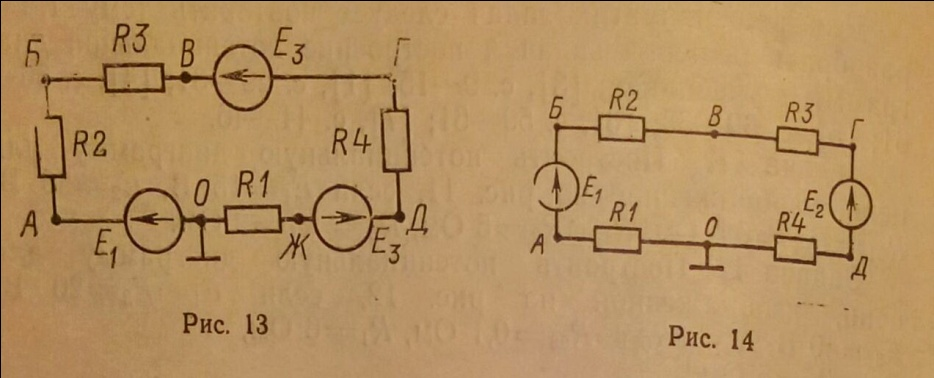 Б R3 В E₃ Г
R2 R4
А E₁ О R1 Ж E₃ Д
Рис. 13
Б R2 В R3 Г
E₁ E₂
А R1 О R4 Д
Рис. 14